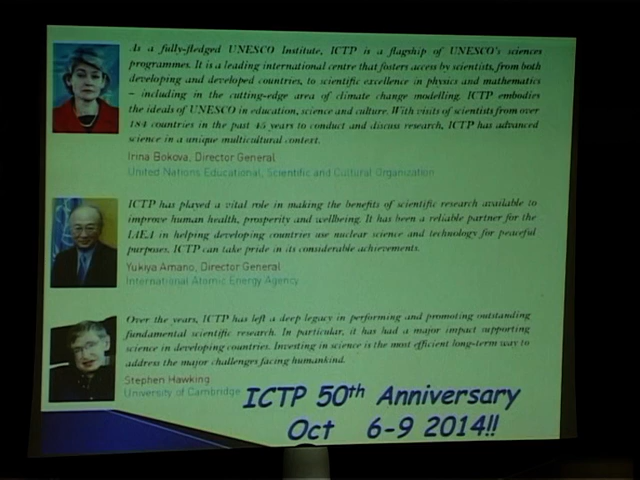 As a fully-fledged UNESCO Institute, ICTP is a flagship of UNESCO's sciences
programmes. It is a leading international centre that fosters access by scientists, from both
developing and developed countries, to scientific excellence in physics and mathematics
– including in the cutting-edge area of climate change modelling. ICTP embodies
the ideals of UNESCO in education, science and culture. With visits of scientists from over
184 countries in the past 45 years to conduct and discuss research, ICTP has advanced
science in a unique multicultural context.
Irina Bokova, Director General
United Nations Educational, Scientific and Cultural Organization
ICTP has played a vital role in making the benefits of scientific research available to
improve human health, prosperity and wellbeing. It has been a reliable partner for the
IAEA in helping developing countries use nuclear science and technology for peaceful
purposes. ICTP can take pride in its considerable achievements.
Yukiya Amano, Director General
International Atomic Energy Agency
Over the years, ICTP has left a deep legacy in performing and promoting outstanding
fundamental scientific research. In particular, it has had a major impact supporting
science in developing countries. Investing in science is the most efficient long-term way to
address the major challenges facing humankind.
Stephen Hawking
University of Cambridge
ICTP 50th Anniversary
Oct 6-9 2014!!